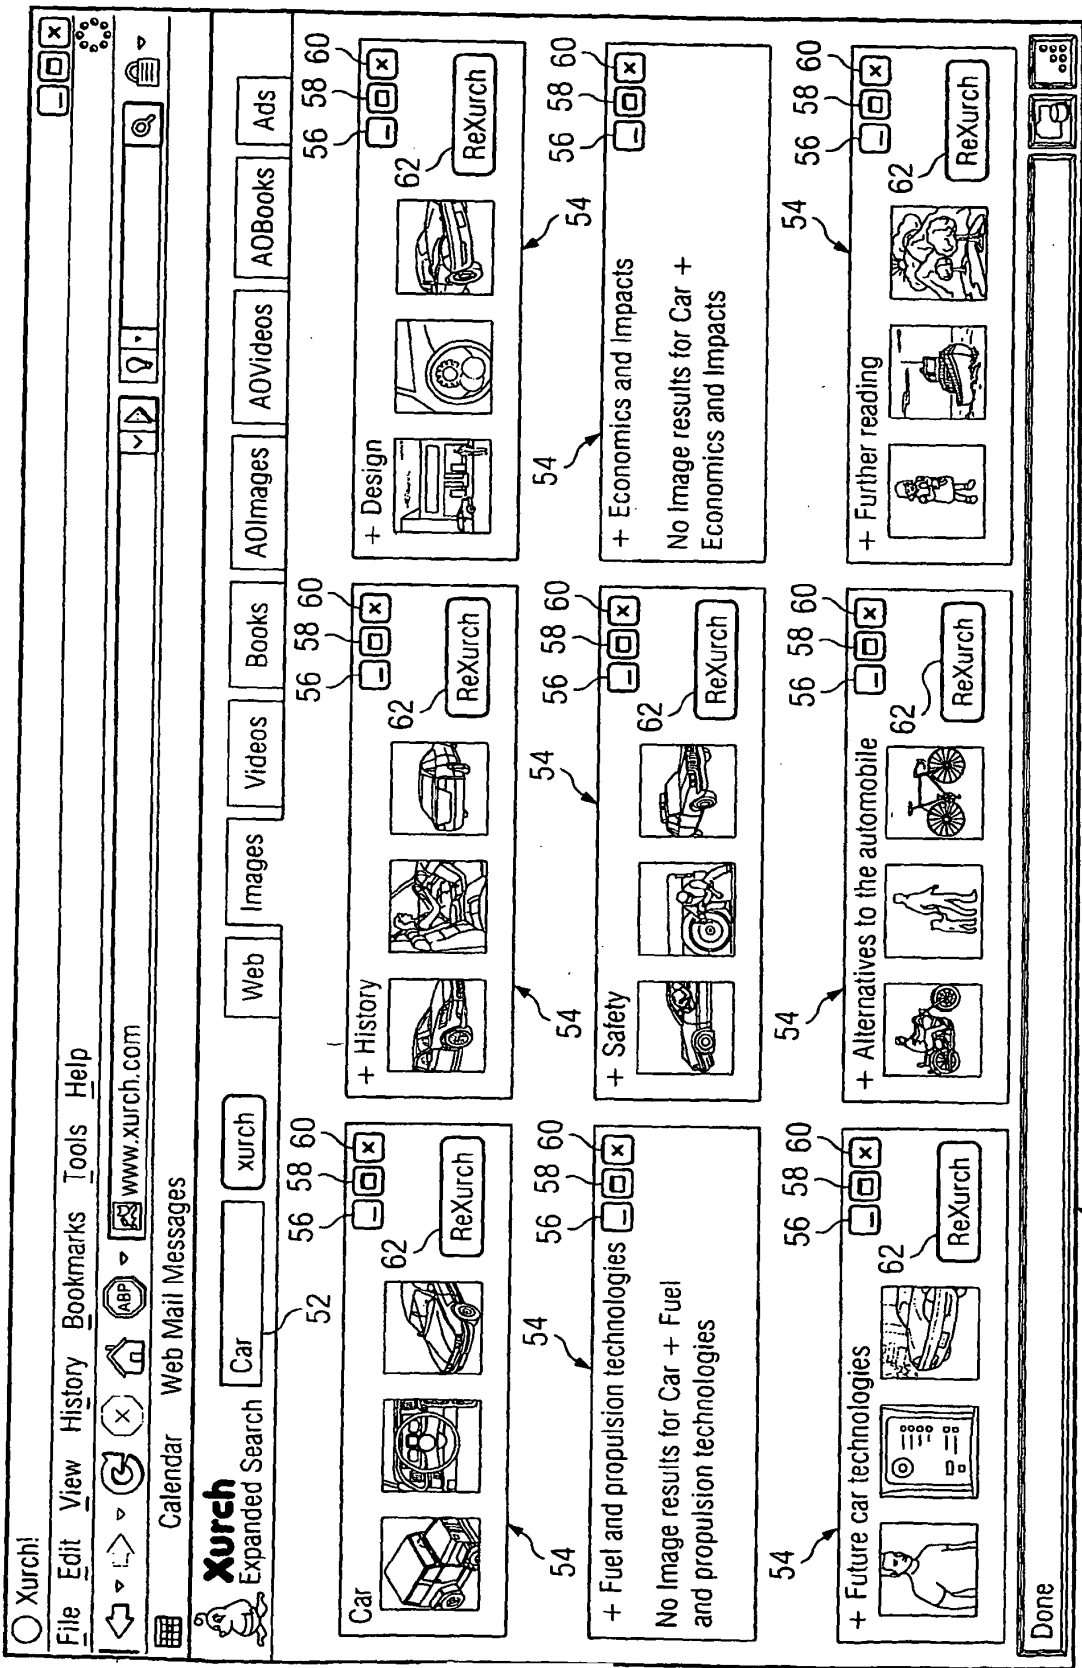 Xurch!
File Edit View History Bookmarks Tools Help
ABP www.xurch.com
Calendar Web Mail Messages
Xurch
Expanded Search Car xurch
52
Web Images Videos Books AOImages AOVideos AOBooks Ads
56 58 60
56 58 60
56 58 60
Car
62
ReXurch
+ History
62
ReXurch
+ Design
62
ReXurch
54
54
54
54
54
54
56 58 60
56 58 60
56 58 60
+ Fuel and propulsion technologies
No Image results for Car + Fuel
and propulsion technologies
+ Safety
62
ReXurch
+ Economics and Impacts
No Image results for Car +
Economics and Impacts
54
54
54
56 58 60
56 58 60
56 58 60
+ Future car technologies
62
ReXurch
+ Alternatives to the automobile
62
ReXurch
+ Further reading
62
ReXurch
Done